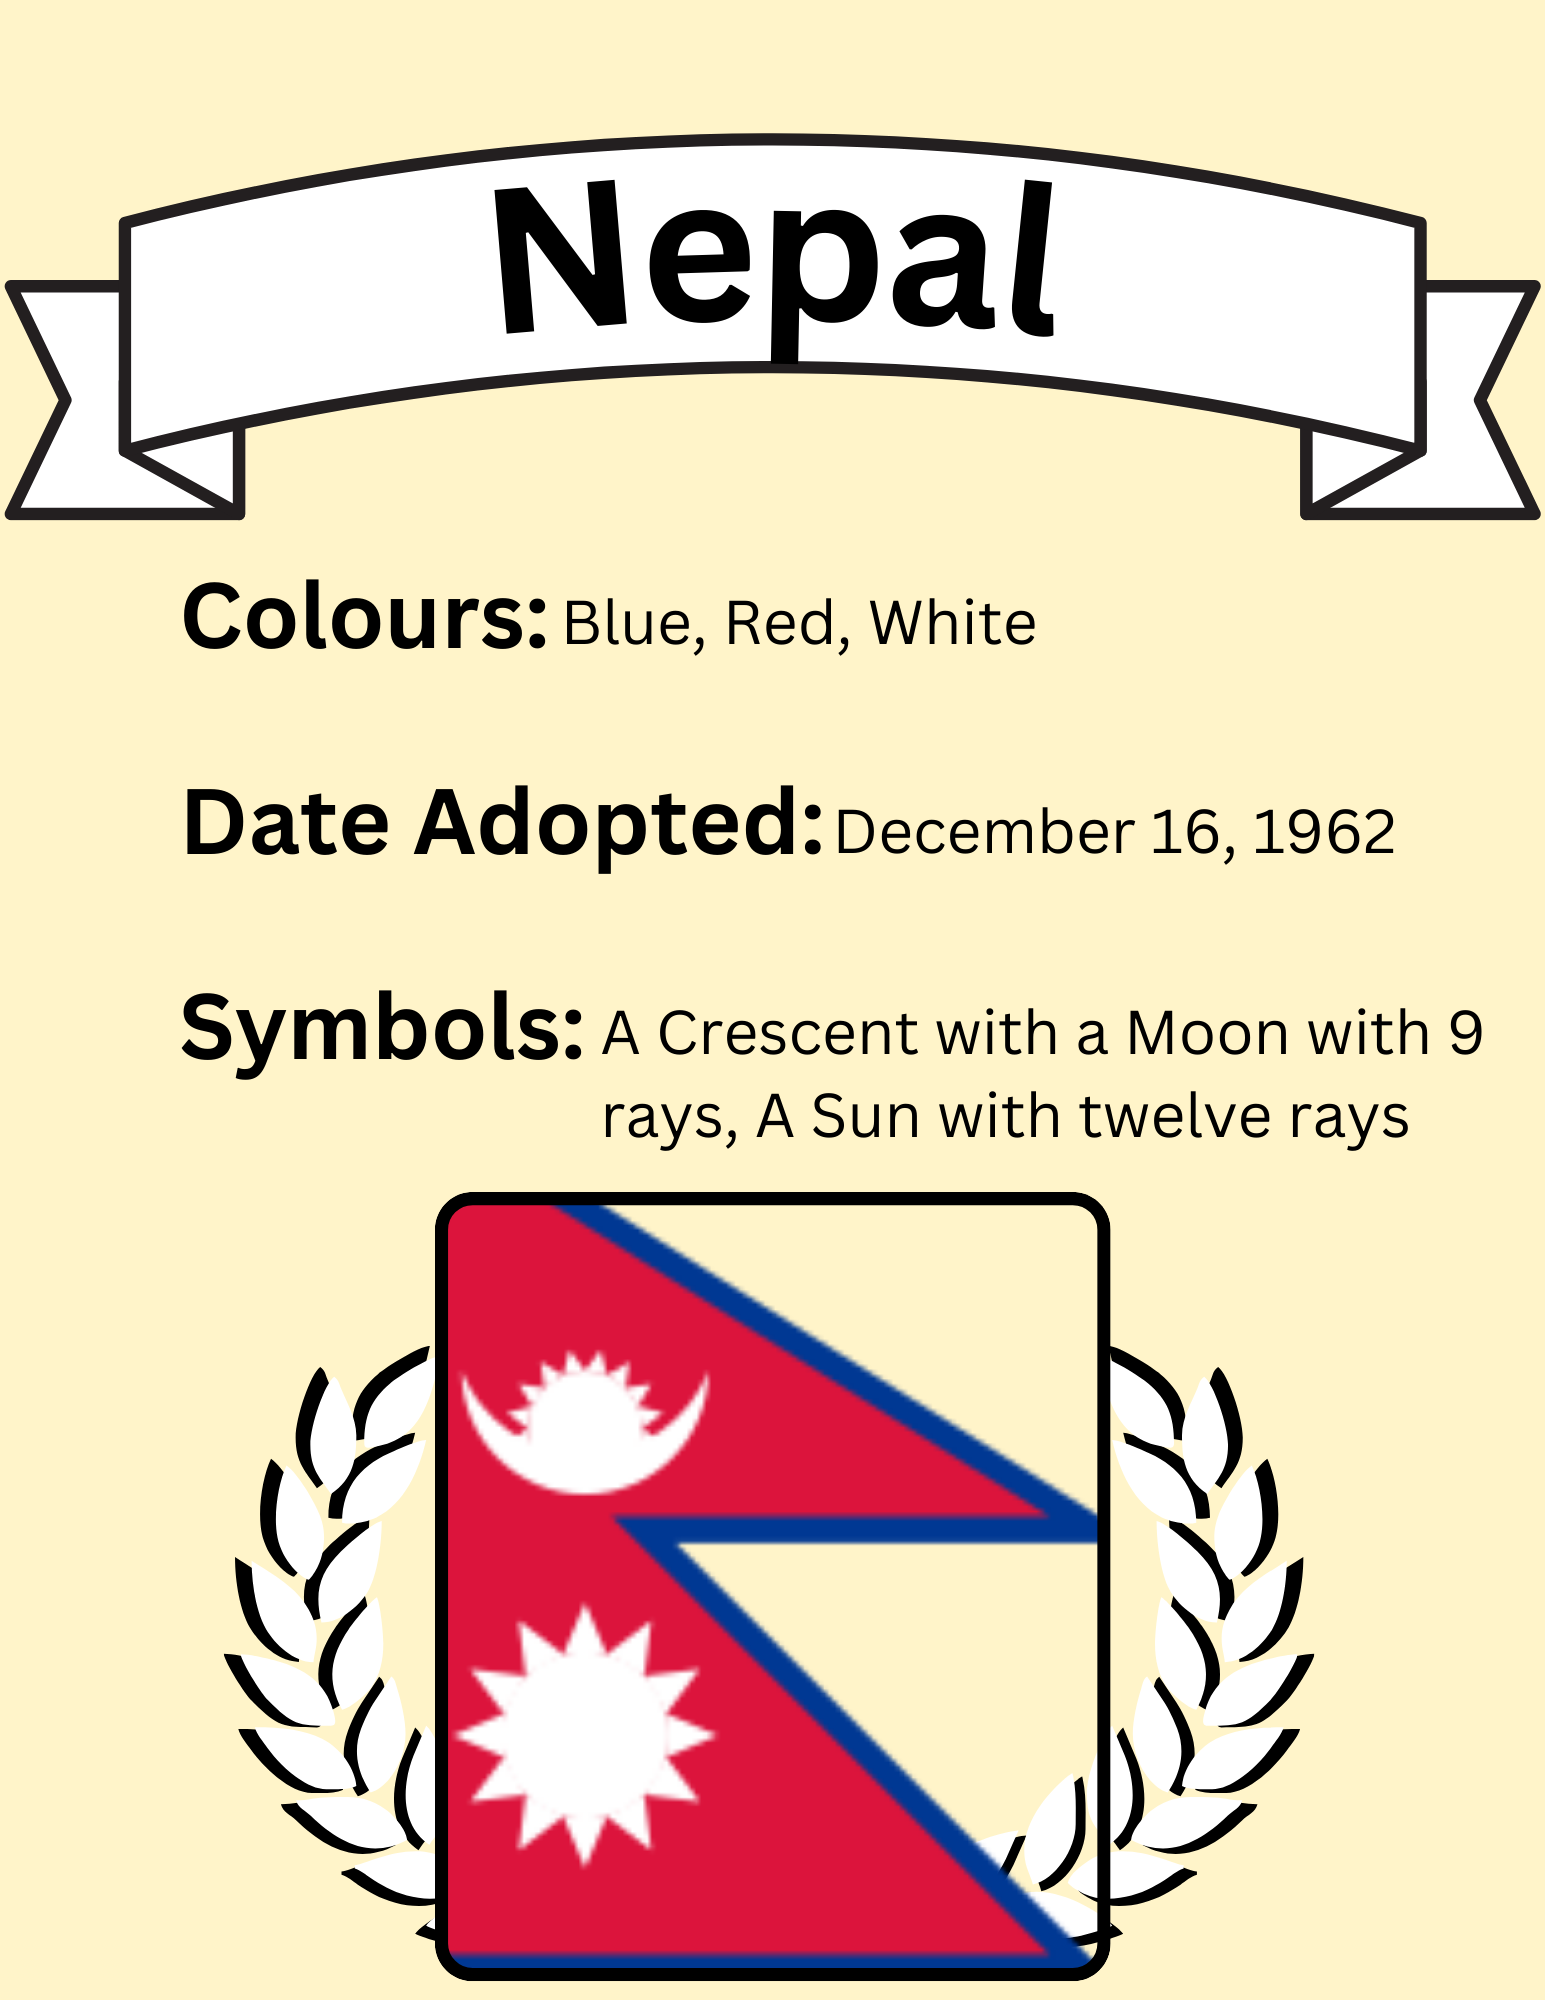 Nepal
Colours: Blue, Red, White
Date Adopted: December 16, 1962
Symbols: A Crescent with a Moon with 9
rays, A Sun with twelve rays